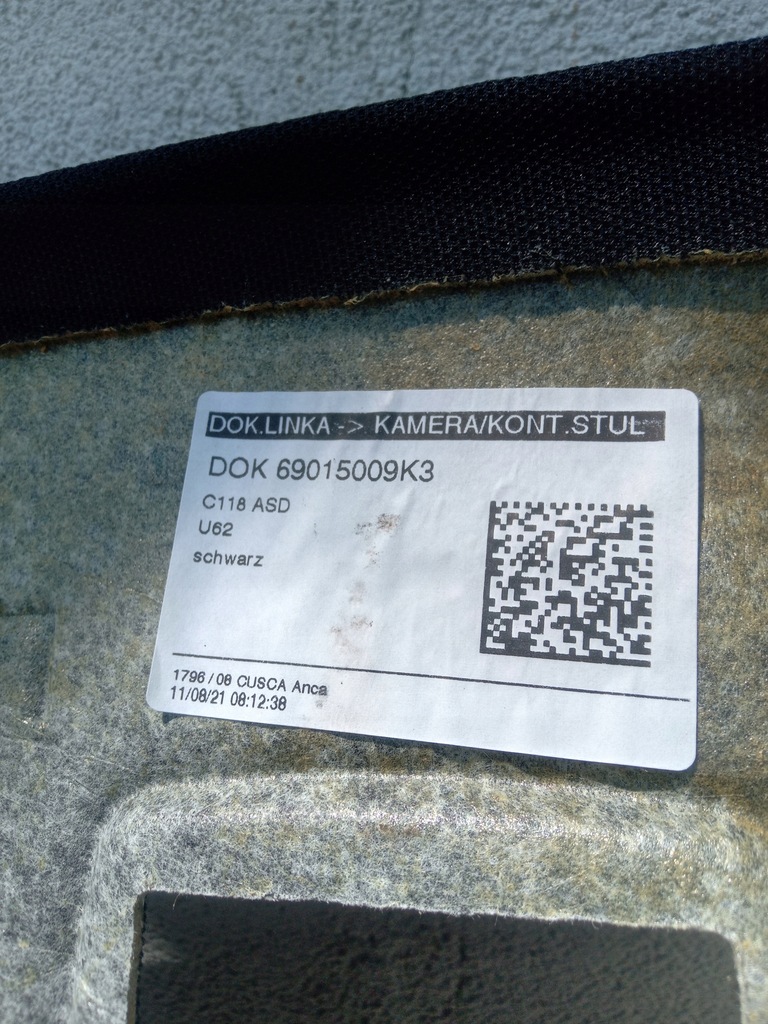 DOK.LINKA -> KAMERA/KONT.STUL
DOK 69015009K3
C118 ASD
U62
schwarz
1796 / 08 CUSCA Anca
11/08/21 08:12:38